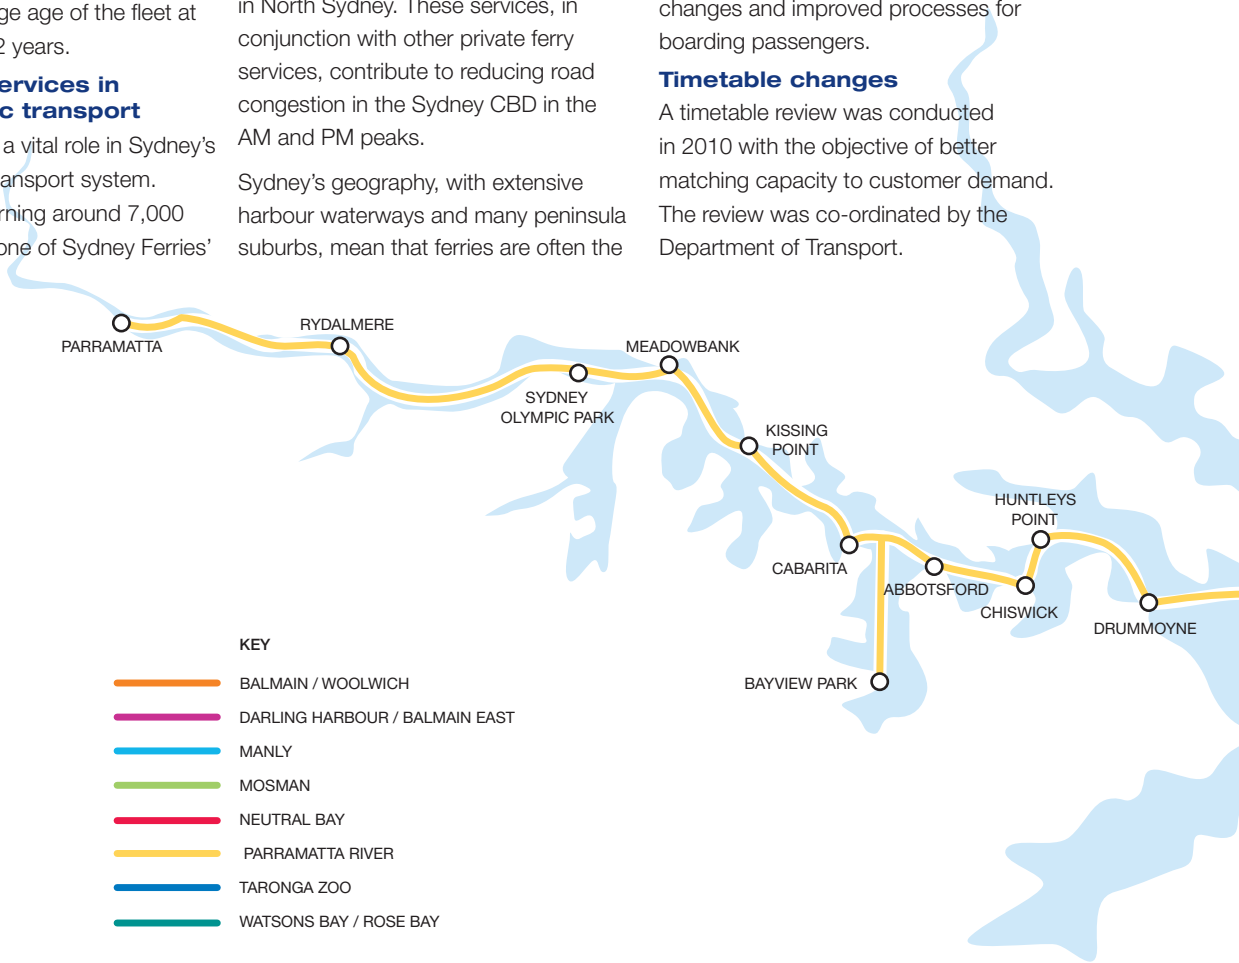 ge age of the fleet at
2 years.
ervices in
c transport
a vital role in Sydney's
ansport system.
rning around 7,000
one of Sydney Ferries'
in North Sydney. These services, in
conjunction with other private ferry
services, contribute to reducing road
congestion in the Sydney CBD in the
AM and PM peaks.
Sydney's geography, with extensive
harbour waterways and many peninsula
suburbs, mean that ferries are often the
changes and improved processes for
boarding passengers.
Timetable changes
A timetable review was conducted
in 2010 with the objective of better
matching capacity to customer demand.
The review was co-ordinated by the
Department of Transport.
PARRAMATTA
RYDALMERE
SYDNEY
OLYMPIC PARK
MEADOWBANK
KISSING
POINT
CABARITA
ABBOTSFORD
HUNTLEYS
POINT
CHISWICK
DRUMMOYNE
BAYVIEW PARK
KEY
BALMAIN / WOOLWICH
DARLING HARBOUR / BALMAIN EAST
MANLY
MOSMAN
NEUTRAL BAY
PARRAMATTA RIVER
TARONGA ZOO
WATSONS BAY / ROSE BAY